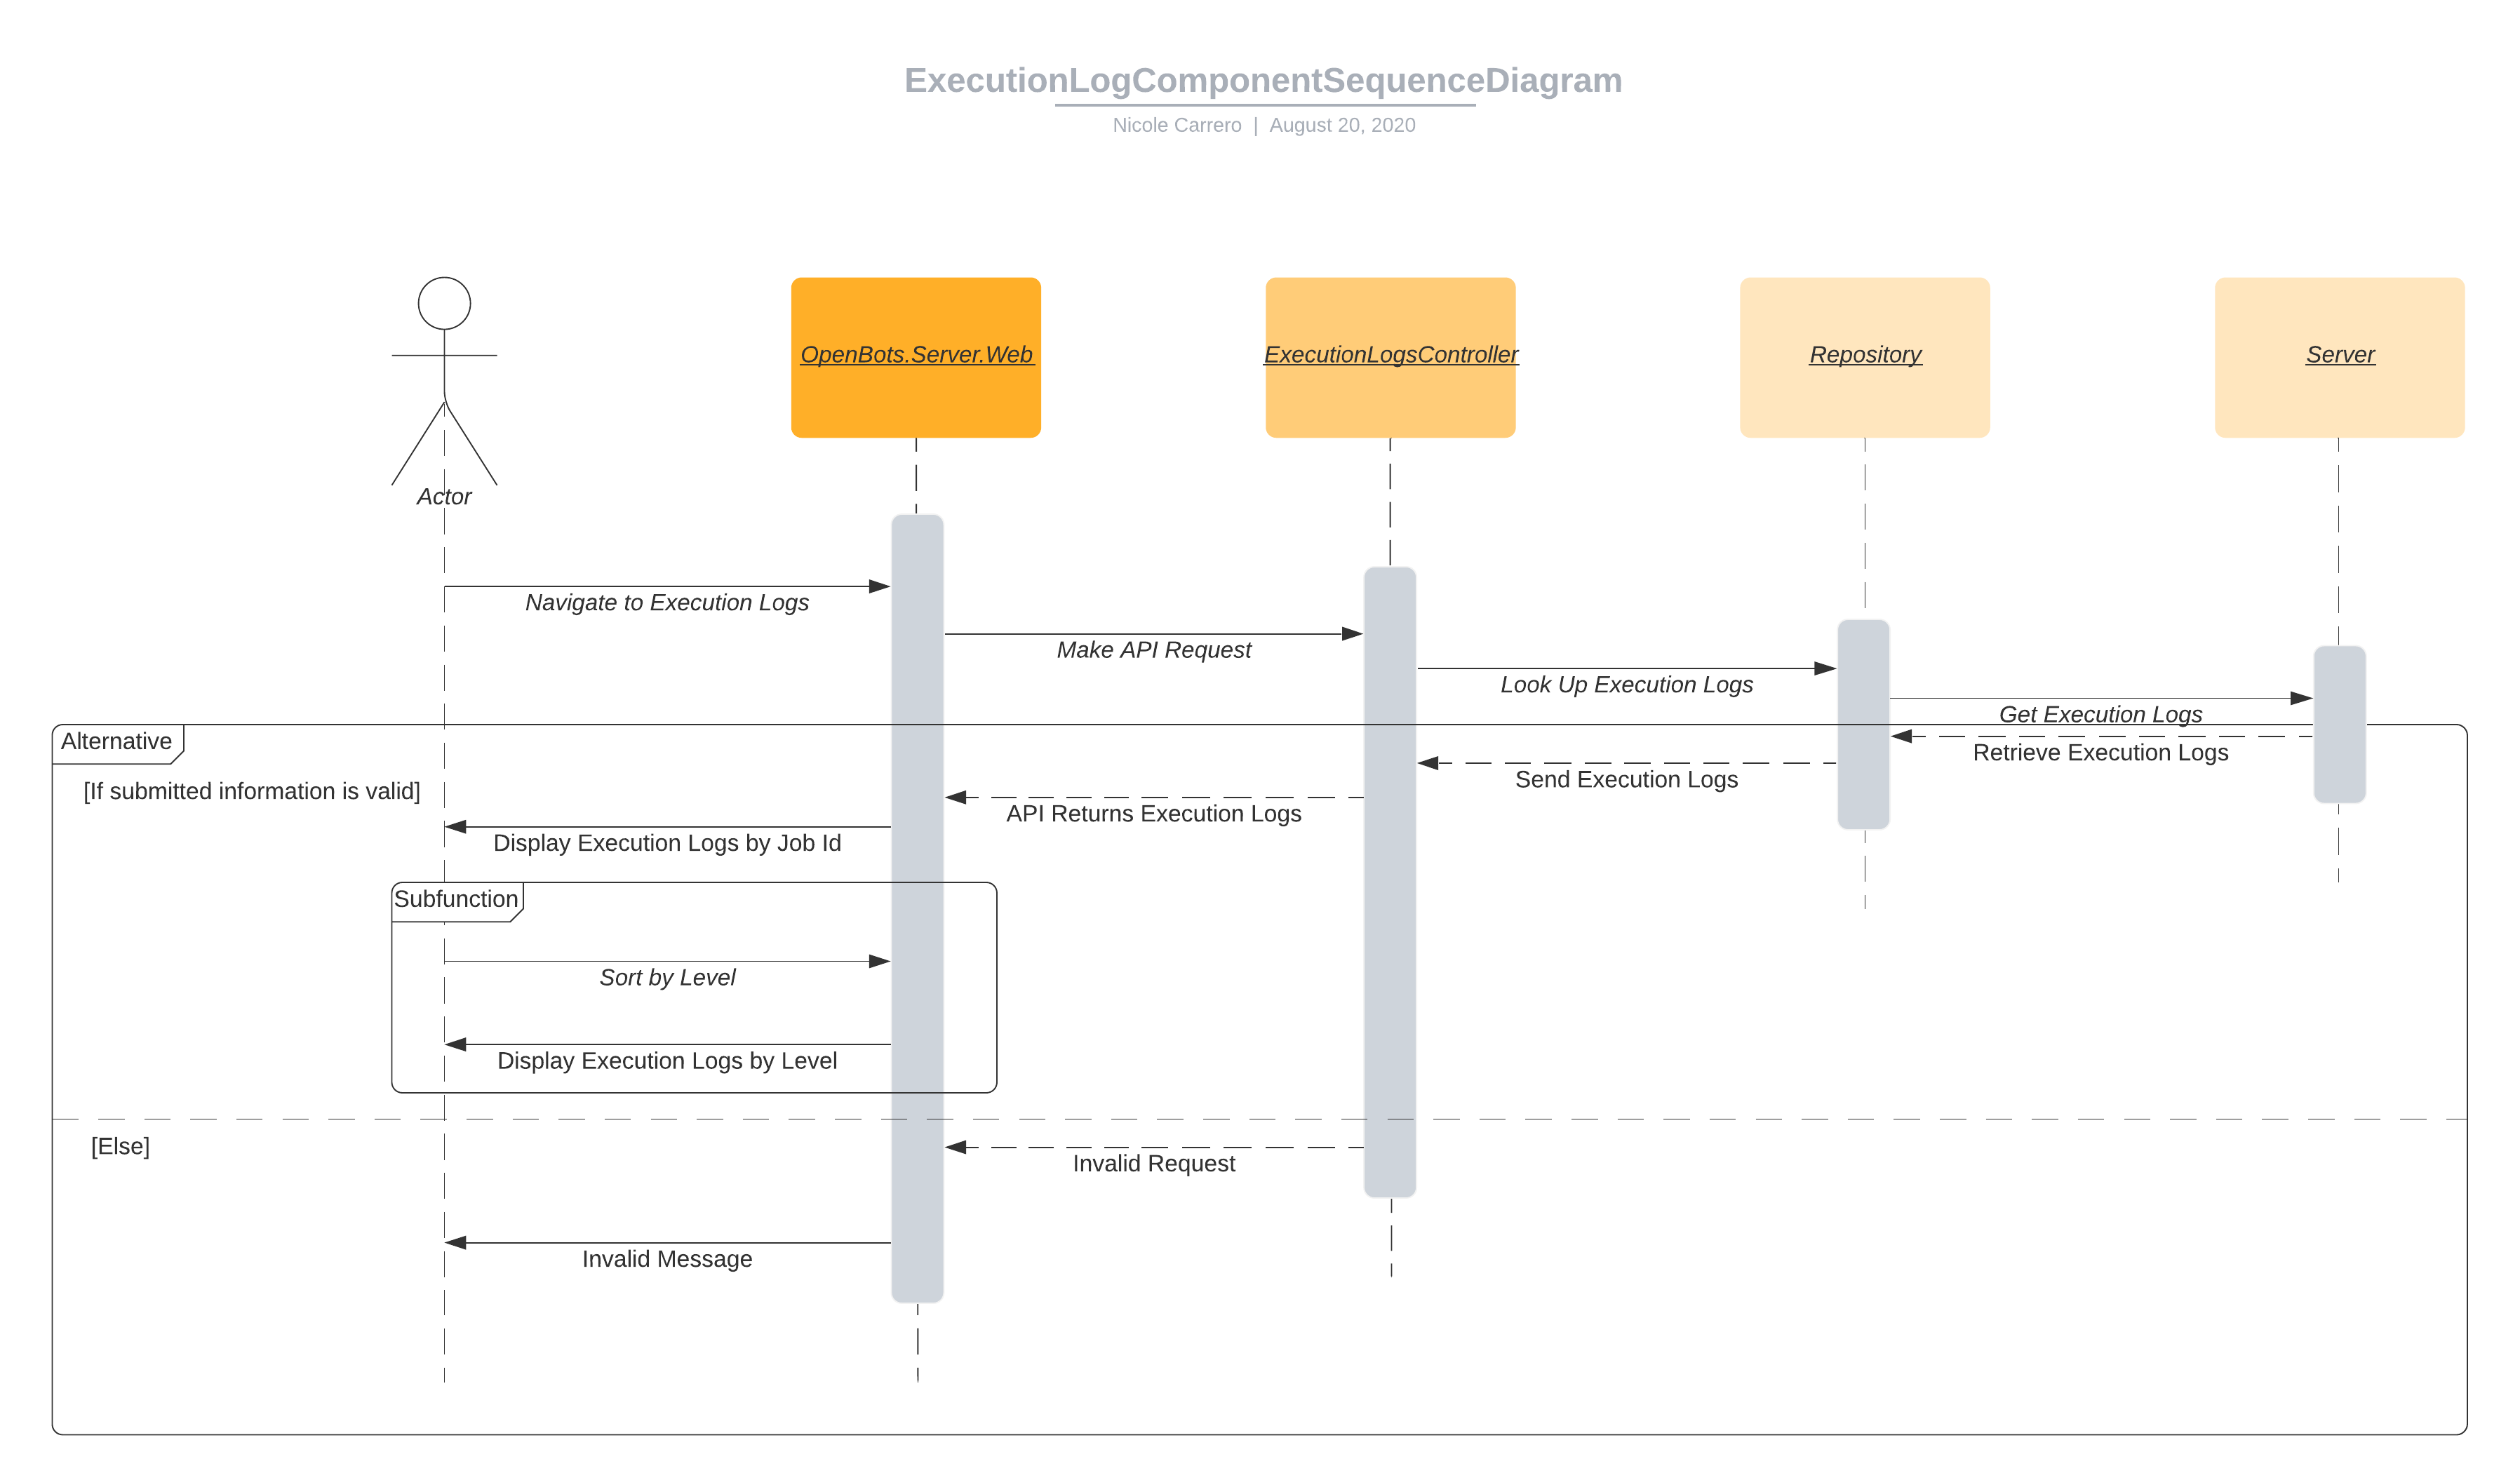 ExecutionLogComponentSequenceDiagram
Nicole Carrero | August 20, 2020
OpenBots.Server.Web
ExecutionLogsController
Repository
Server
Actor
Navigate to Execution Logs
Make API Request
Look Up Execution Logs
Get Execution Logs
Alternative
Retrieve Execution Logs
Send Execution Logs
[If submitted information is valid]
API Returns Execution Logs
Display Execution Logs by Job Id
Subfunction
Sort by Level
Display Execution Logs by Level
[Else]
Invalid Request
Invalid Message